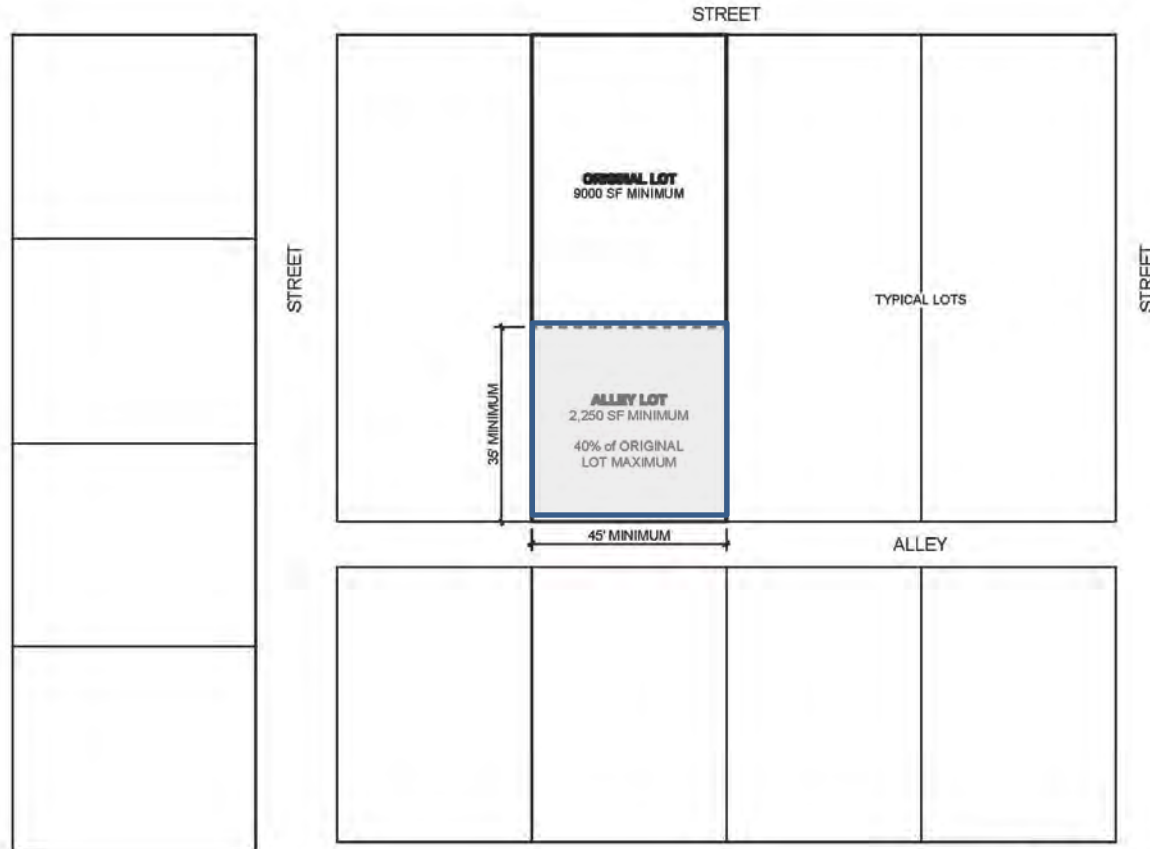 STREET
ORIGINAL LOT
9000 SF MINIMUM
STREET
STREET
TYPICAL LOTS
35' MINIMUM
ALLEY LOT
2,250 SF MINIMUM
40% of ORIGINAL
LOT MAXIMUM
45' MINIMUM
ALLEY